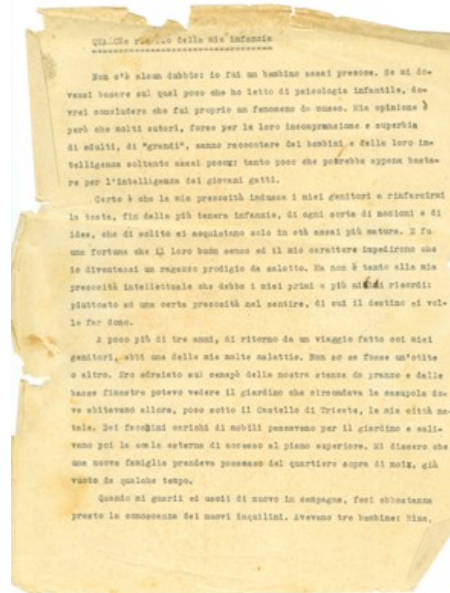 QUALCHE ricordo della mia infanzia
Non c'è alcun dubbio: io fui un bambino assai precoce. Se mi do-
vessi basare sul quel poco che ho letto di psicologia infantile, do-
vrei concludere che fui proprio un fenomeno da museo. Mia opinione è
però che molti autori, forse per la loro incomprensione e superbia
di adulti, di "grandi", sanno raccontare dei bambini e della loro in-
telligenza soltanto assai poco: tanto poco che potrebbe appena basta-
re per l'intelligenza dei giovani gatti.
Certo è che la mia precocità indusse i miei genitori a rinfarcirmi
la testa, fin dalla più tenera infanzia, di ogni sorta di nozioni e di
idee, che di solito si acquistano solo in età assai più matura. E fu
una fortuna che il loro buon senso ed il mio carattere impedirono che
io diventassi un ragazzo prodigio da salotto. Ma non è tanto alla mia
precocità intellettuale che debbo i miei primi e più ricordi:
piuttosto ad una certa precocità nel sentire, di cui il destino mi vol-
le far dono.
A poco più di tre anni, di ritorno da un viaggio fatto coi miei
genitori, ebbi una delle mie molte malattie. Non so se fosse un'otite
o altro. Ero sdraiato sul canapè della nostra stanza da pranzo e dalle
basse finestre potevo vedere il giardino che circondava la casupola do-
ve abitavamo allora, poco sotto il Castello di Trieste, la mia città na-
tale. Dei facchini carichi di mobili passavano per il giardino e sali-
vano poi la scala esterna di accesso al piano superiore. Mi dissero che
una nuova famiglia prendeva possesso del quartiere sopra di noi, già
vuoto da qualche tempo.
Quando mi guarii ed uscii di nuovo in campagna, feci abbastanza
presto la conoscenza dei nuovi inquilini. Avevano tre bambine: